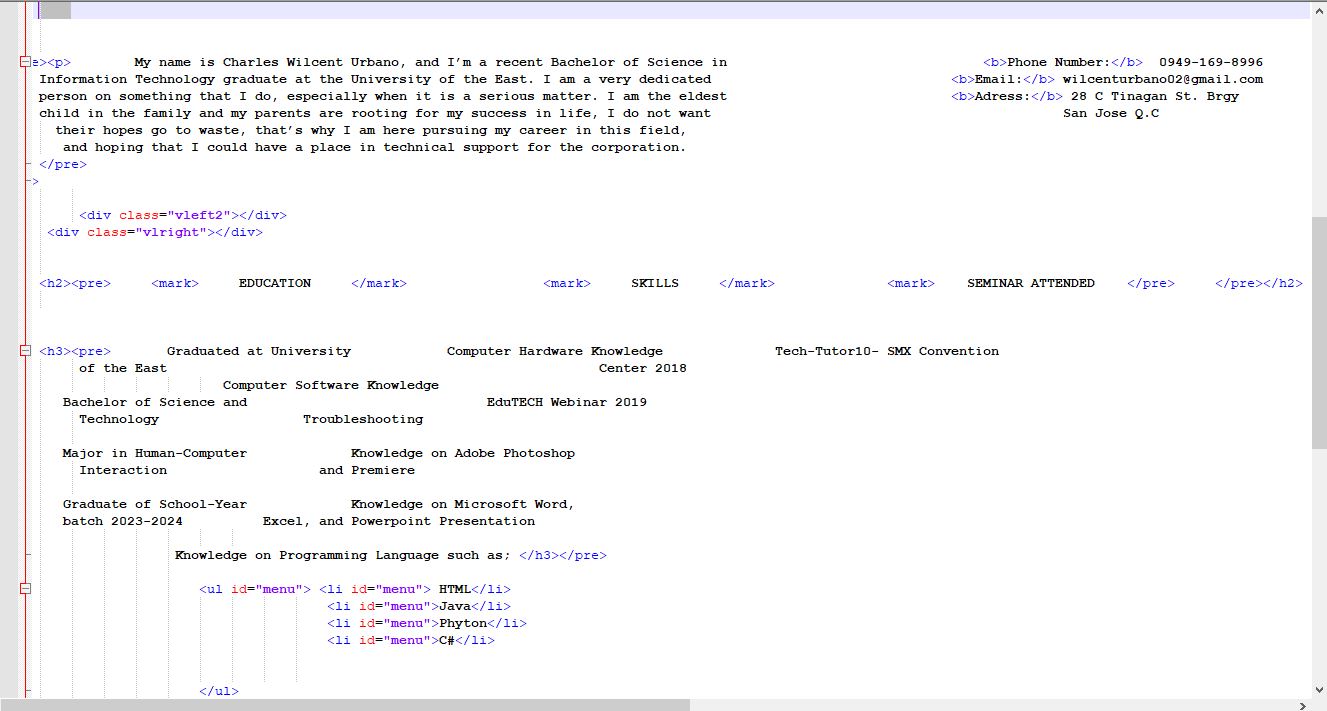 e><p> My name is Charles Wilcent Urbano, and I'm a recent Bachelor of Science in <b>Phone Number:</b> 0949-169-8996
Information Technology graduate at the University of the East. I am a very dedicated <b>Email:</b> wilcenturbano02@gmail.com
person on something that I do, especially when it is a serious matter. I am the eldest <b>Adress:</b> 28 C Tinagan St. Brgy
child in the family and my parents are rooting for my success in life, I do not want San Jose Q.C
their hopes go to waste, that's why I am here pursuing my career in this field,
and hoping that I could have a place in technical support for the corporation.
</pre>
>
<div class="vleft2"></div>
<div class="vlright"></div>
<h2><pre> <mark> EDUCATION </mark> <mark> SKILLS </mark> <mark> SEMINAR ATTENDED </pre> </pre></h2>
<h3><pre> Graduated at University Computer Hardware Knowledge Tech-Tutor10- SMX Convention
of the East Center 2018
Computer Software Knowledge
Bachelor of Science and EduTECH Webinar 2019
Technology Troubleshooting
Major in Human-Computer Knowledge on Adobe Photoshop
Interaction and Premiere
Graduate of School-Year Knowledge on Microsoft Word,
batch 2023-2024 Excel, and Powerpoint Presentation
Knowledge on Programming Language such as; </h3></pre>
<ul id="menu"> <li id="menu"> HTML</li>
<li id="menu">Java</li>
<li id="menu">Phyton</li>
<li id="menu">C#</li>
</ul>